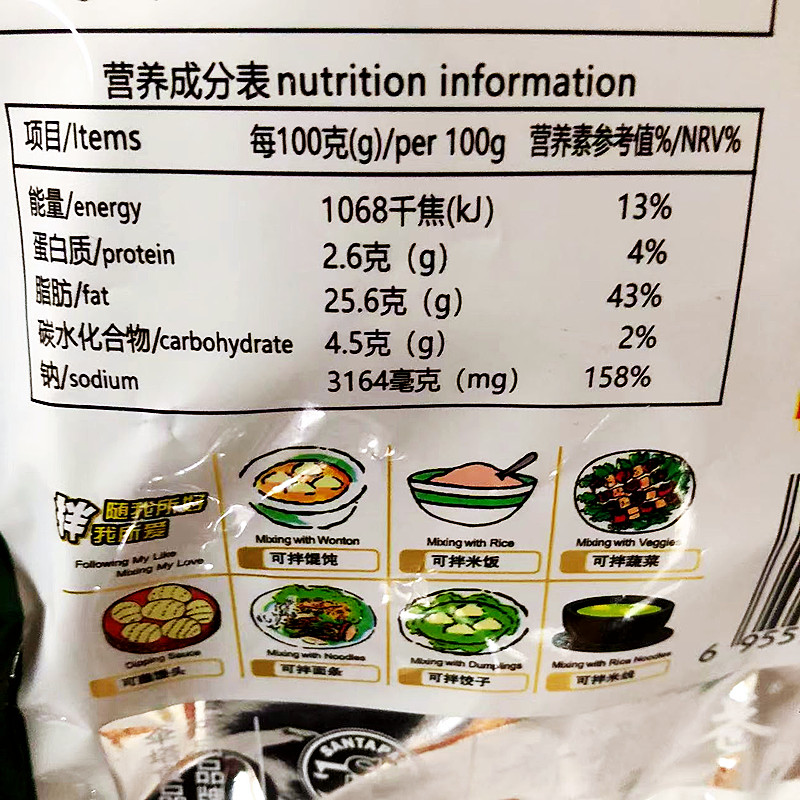 营养成分表nutrition information
项目/Items 每100克(g)/per 100g 营养素参考值%/NRV%
能量/energy 1068千焦(kJ) 13%
蛋白质/protein 2.6克（g） 4%
脂肪/fat 25.6克（g） 43%
碳水化合物/carbohydrate 4.5克（g） 2%
钠/sodium 3164毫克（mg） 158%
拌 随我所好
我所爱
Following My Like
Mixing My Love
Mixing with Wonton
可拌馄饨
Mixing with Rice
可拌米饭
Mixing with Veggies
可拌蔬菜
Dipping Sauce
可蘸馒头
Mixing with Noodles
可拌面条
Mixing with Dumplings
可拌饺子
Mixing with Rice Noodles
可拌米线
6 955
SANTAPA